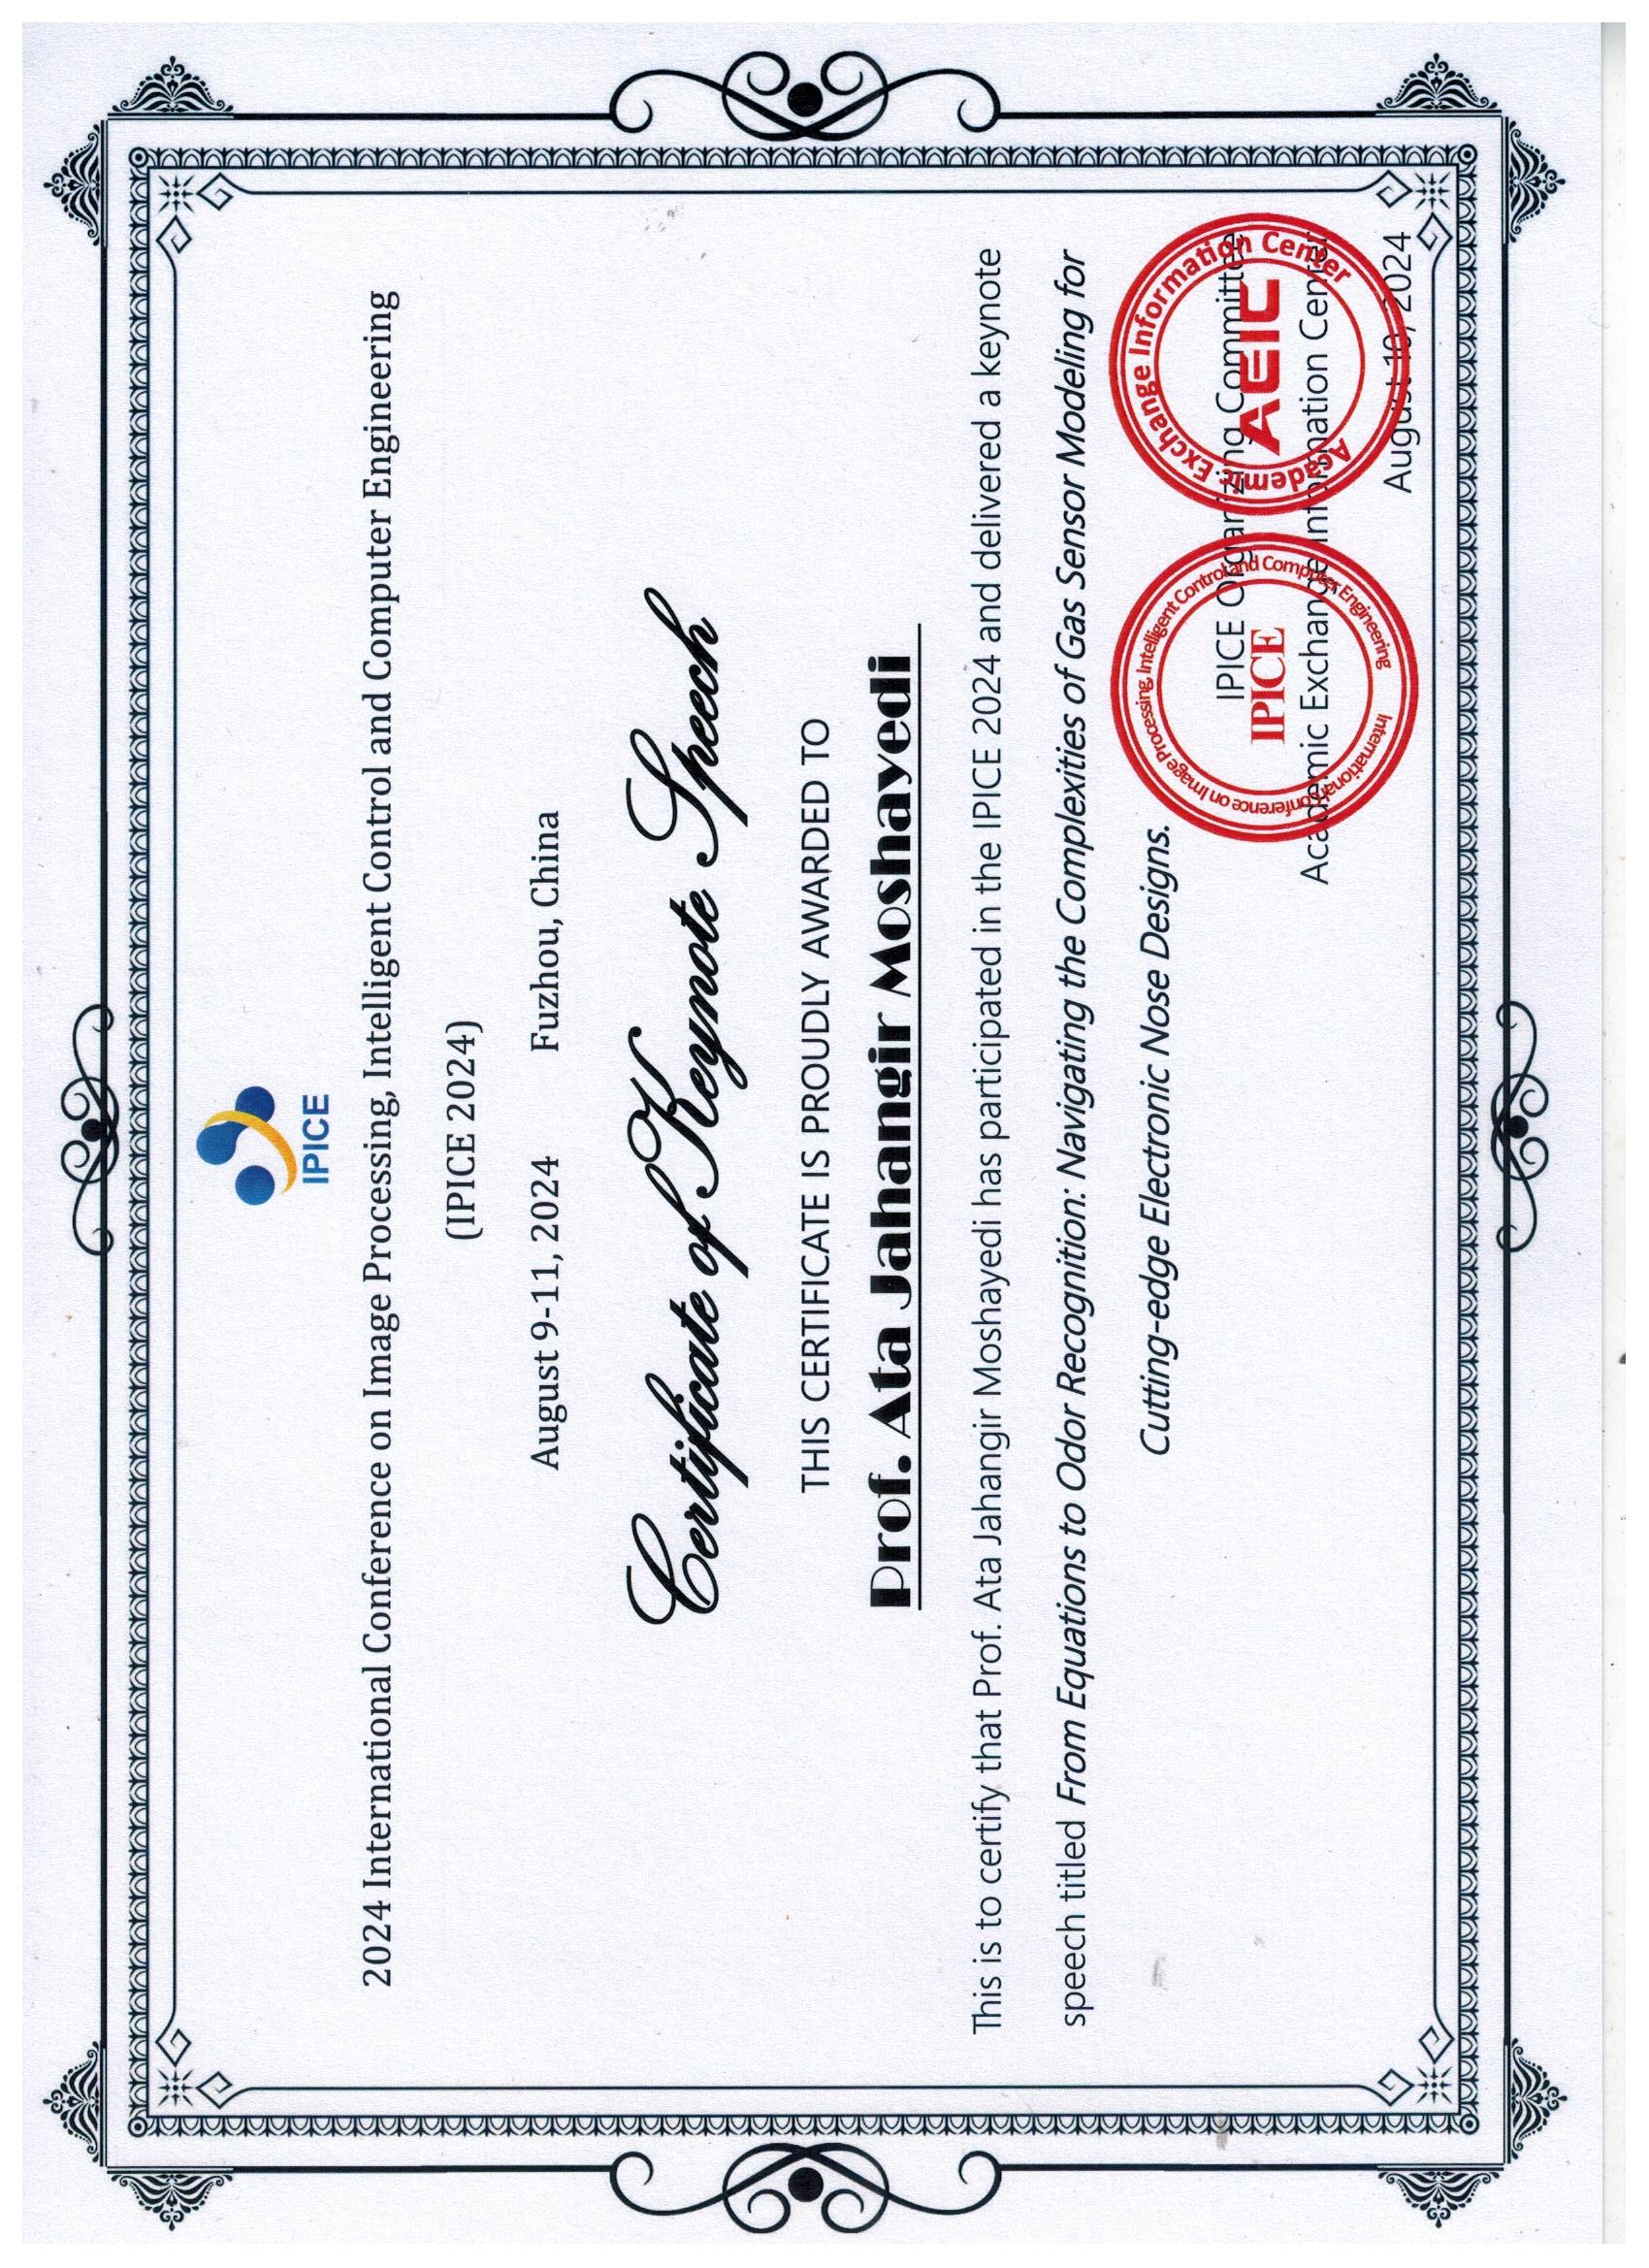 IPICE
2024 International Conference on Image Processing, Intelligent Control and Computer Engineering
(IPICE 2024)
August 9-11, 2024 Fuzhou, China
Certificate of Keynote Speech
THIS CERTIFICATE IS PROUDLY AWARDED TO
Prof. Ata Jahangir Moshayedi
This is to certify that Prof. Ata Jahangir Moshayedi has participated in the IPICE 2024 and delivered a keynote
speech titled From Equations to Odor Recognition: Navigating the Complexities of Gas Sensor Modeling for
Cutting-edge Electronic Nose Designs.
IPICE Organizing Committee
Academic Exchange Information Center
August 10, 2024
International Conference on Image Processing, Intelligent Control and Computer Engineering
IPICE
Academic Exchange Information Center
AEIC